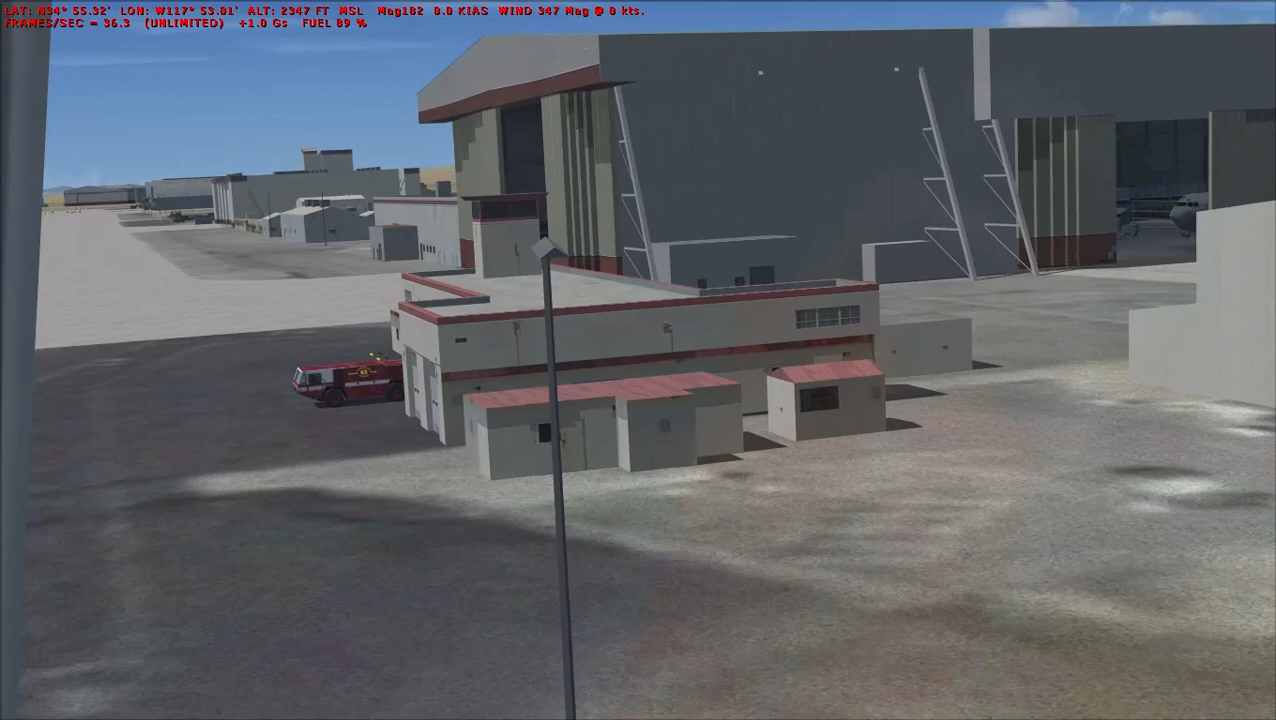 LAT: N34° 55.32' LON: W117° 53.01' ALT: 2347 FT MSL Mag182 0.0 KIAS WIND 347 Mag @ 0 kts.
FRAMES/SEC = 36.3 (UNLIMITED) +1.0 Gs FUEL 89 %